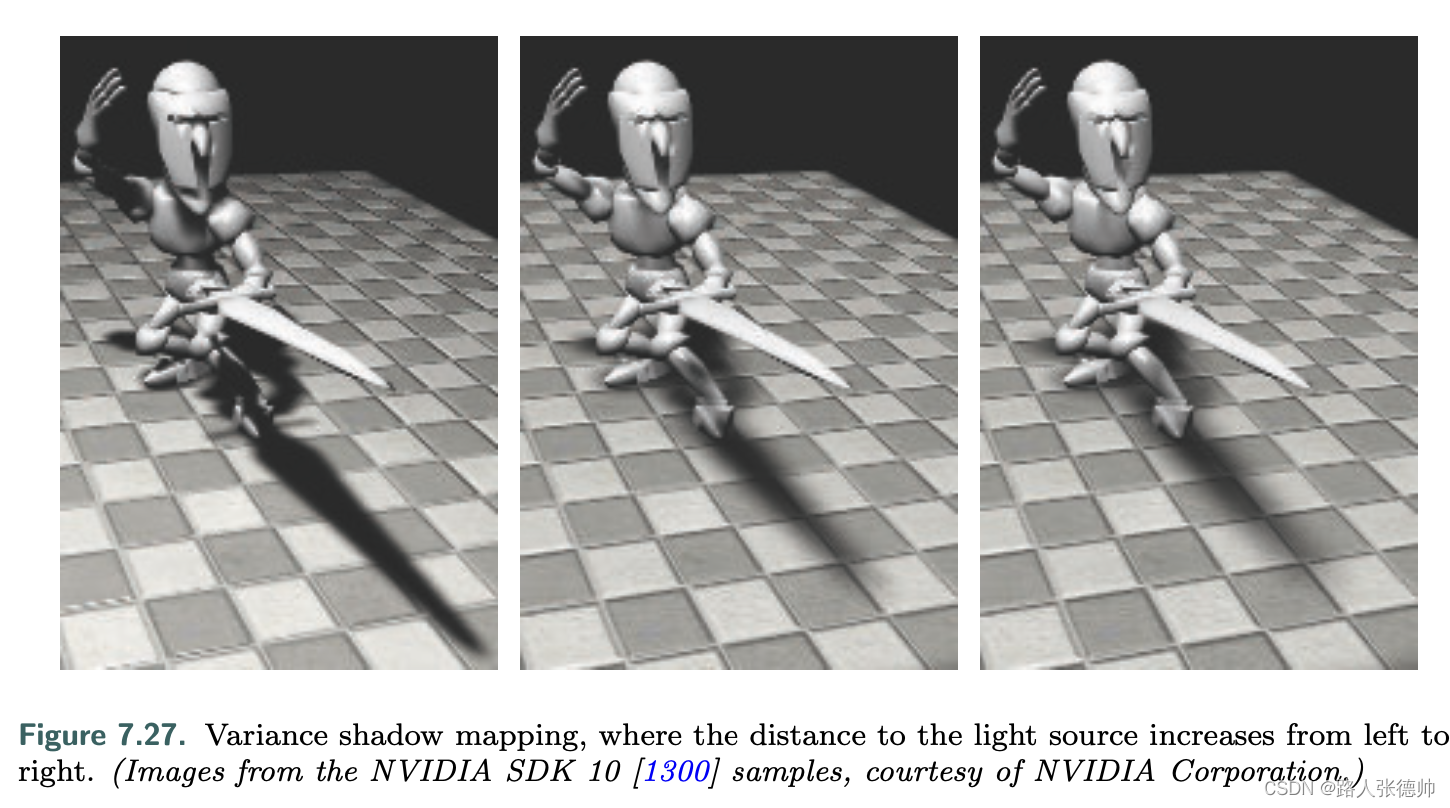 Figure 7.27. Variance shadow mapping, where the distance to the light source increases from left to
right. (Images from the NVIDIA SDK 10 [1300] samples, courtesy of NVIDIA Corporation.)
CSDN @路人张德帅